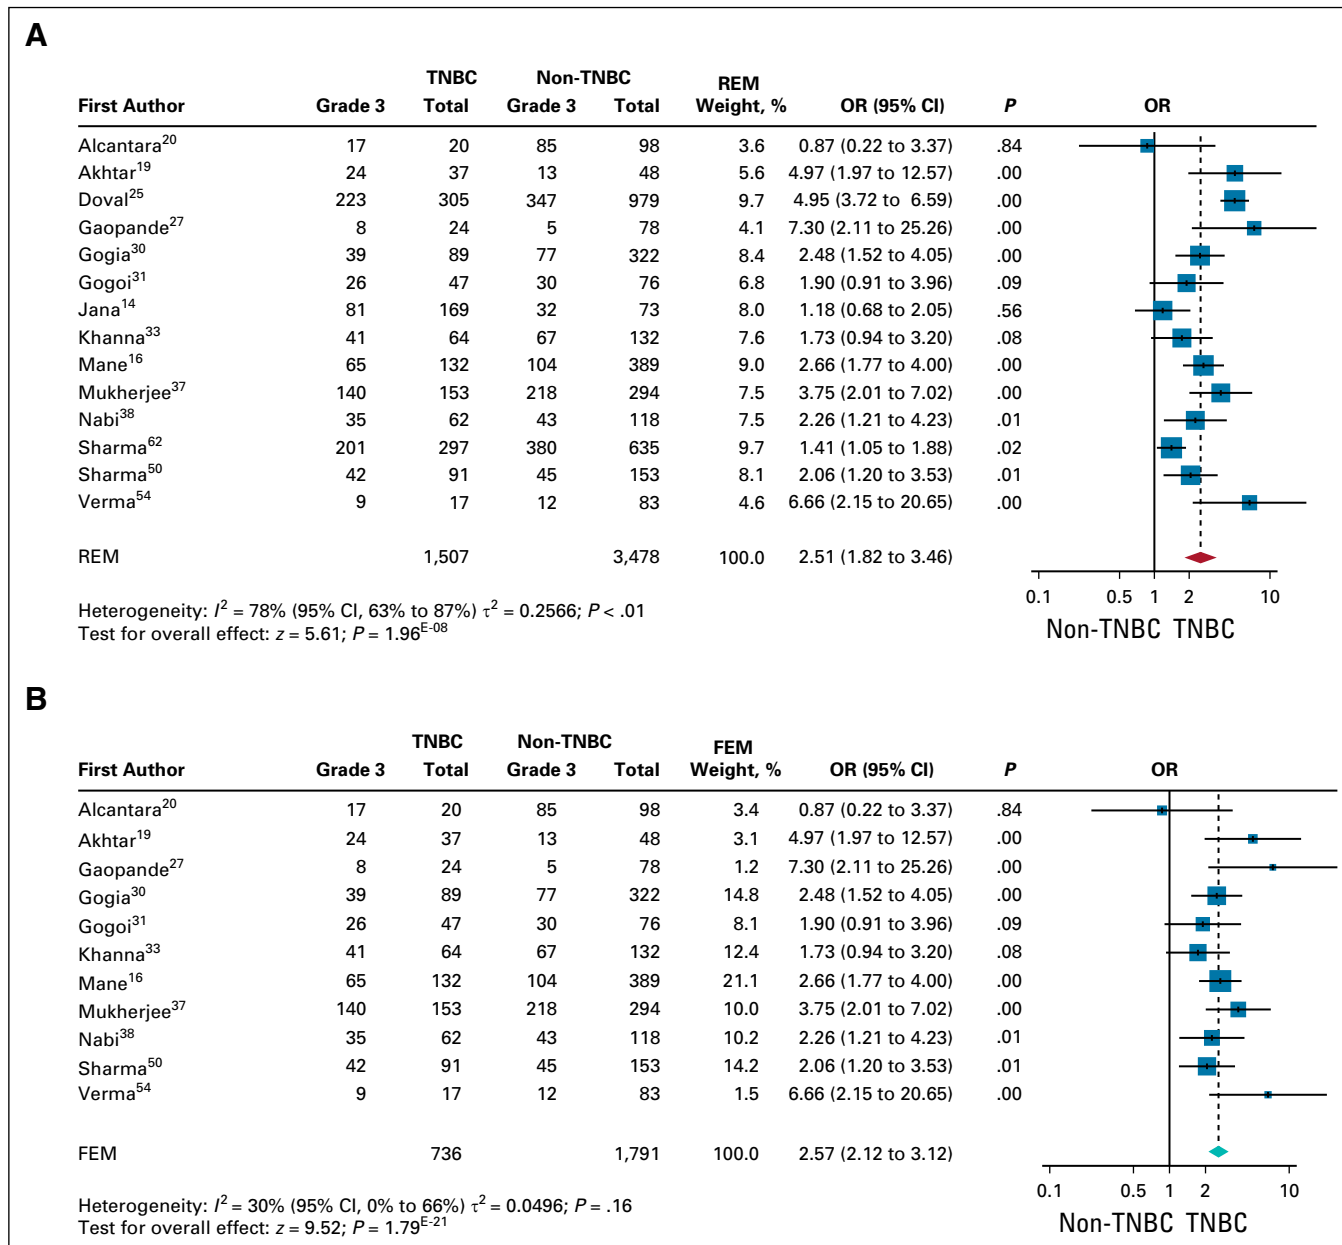 A
TNBC Non-TNBC REM
First Author Grade 3 Total Grade 3 Total Weight, % OR (95% CI) P OR
Alcantara20 17 20 85 98 3.6 0.87 (0.22 to 3.37) .84
Akhtar19 24 37 13 48 5.6 4.97 (1.97 to 12.57) .00
Doval25 223 305 347 979 9.7 4.95 (3.72 to 6.59) .00
Gaopande27 8 24 5 78 4.1 7.30 (2.11 to 25.26) .00
Gogia30 39 89 77 322 8.4 2.48 (1.52 to 4.05) .00
Gogoi31 26 47 30 76 6.8 1.90 (0.91 to 3.96) .09
Jana14 81 169 32 73 8.0 1.18 (0.68 to 2.05) .56
Khanna33 41 64 67 132 7.6 1.73 (0.94 to 3.20) .08
Mane16 65 132 104 389 9.0 2.66 (1.77 to 4.00) .00
Mukherjee37 140 153 218 294 7.5 3.75 (2.01 to 7.02) .00
Nabi38 35 62 43 118 7.5 2.26 (1.21 to 4.23) .01
Sharma62 201 297 380 635 9.7 1.41 (1.05 to 1.88) .02
Sharma50 42 91 45 153 8.1 2.06 (1.20 to 3.53) .01
Verma54 9 17 12 83 4.6 6.66 (2.15 to 20.65) .00
REM 1,507 3,478 100.0 2.51 (1.82 to 3.46)
0.1 0.5 1 2 10
Non-TNBC TNBC
Heterogeneity: I2 = 78% (95% CI, 63% to 87%) τ2 = 0.2566; P < .01
Test for overall effect: z = 5.61; P = 1.96E-08
B
TNBC Non-TNBC FEM
First Author Grade 3 Total Grade 3 Total Weight, % OR (95% CI) P OR
Alcantara20 17 20 85 98 3.4 0.87 (0.22 to 3.37) .84
Akhtar19 24 37 13 48 3.1 4.97 (1.97 to 12.57) .00
Gaopande27 8 24 5 78 1.2 7.30 (2.11 to 25.26) .00
Gogia30 39 89 77 322 14.8 2.48 (1.52 to 4.05) .00
Gogoi31 26 47 30 76 8.1 1.90 (0.91 to 3.96) .09
Khanna33 41 64 67 132 12.4 1.73 (0.94 to 3.20) .08
Mane16 65 132 104 389 21.1 2.66 (1.77 to 4.00) .00
Mukherjee37 140 153 218 294 10.0 3.75 (2.01 to 7.02) .00
Nabi38 35 62 43 118 10.2 2.26 (1.21 to 4.23) .01
Sharma50 42 91 45 153 14.2 2.06 (1.20 to 3.53) .01
Verma54 9 17 12 83 1.5 6.66 (2.15 to 20.65) .00
FEM 736 1,791 100.0 2.57 (2.12 to 3.12)
0.1 0.5 1 2 10
Non-TNBC TNBC
Heterogeneity: I2 = 30% (95% CI, 0% to 66%) τ2 = 0.0496; P = .16
Test for overall effect: z = 9.52; P = 1.79E-21